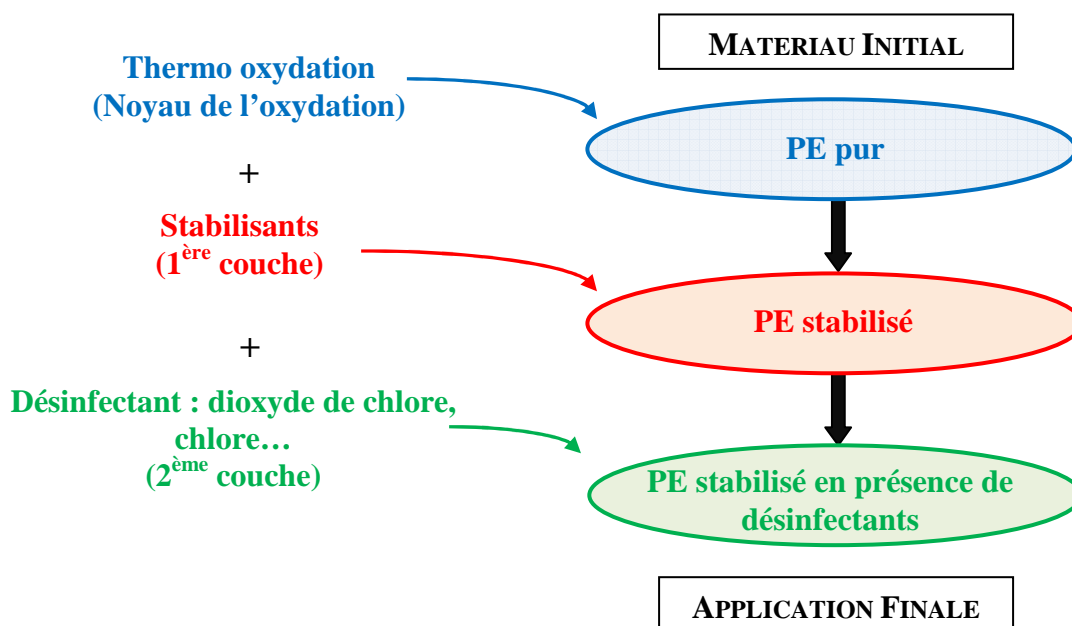 MATERIAU INITIAL
Thermo oxydation
(Noyau de l'oxydation)
PE pur
+
Stabilisants
(1ère couche)
PE stabilisé
+
Désinfectant : dioxyde de chlore,
chlore…
(2ème couche)
PE stabilisé en présence de
désinfectants
APPLICATION FINALE